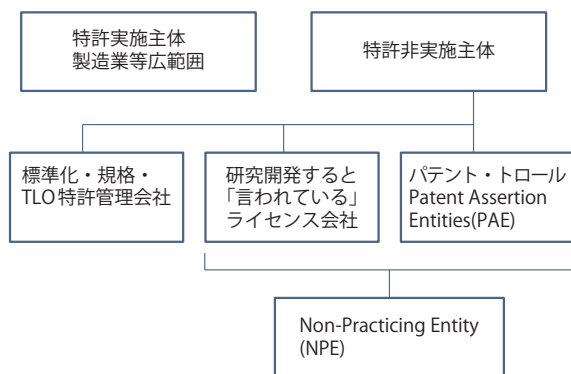 特許実施主体
製造業等広範囲
特許非実施主体
標準化・規格・
TLO特許管理会社
研究開発すると
「言われている」
ライセンス会社
パテント・トロール
Patent Assertion
Entities(PAE)
Non-Practicing Entity
(NPE)